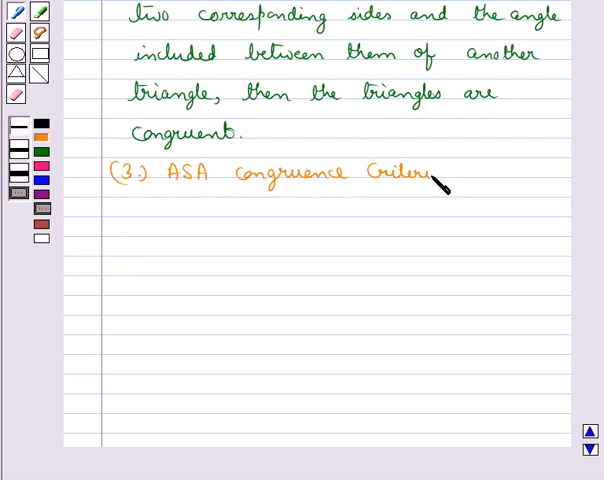 two corresponding sides and the angle
included between them of another
triangle, then the triangles are
congruent.
(3.) ASA Congruence Criteri